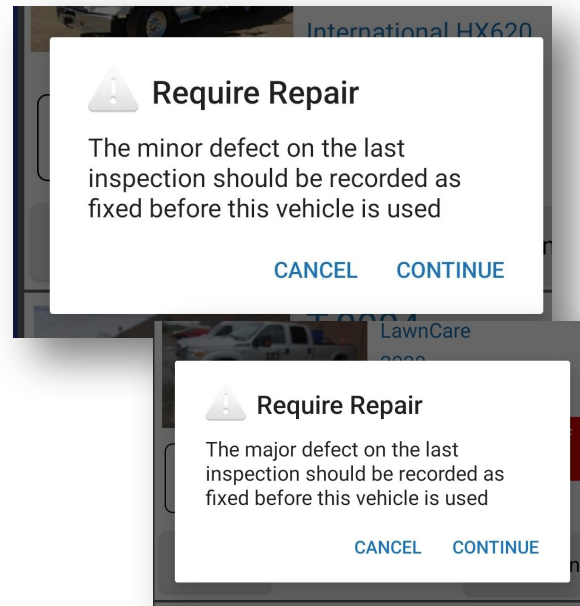 International HX620
Require Repair
The minor defect on the last
inspection should be recorded as
fixed before this vehicle is used
CANCEL CONTINUE
LawnCare
Require Repair
The major defect on the last
inspection should be recorded as
fixed before this vehicle is used
CANCEL CONTINUE